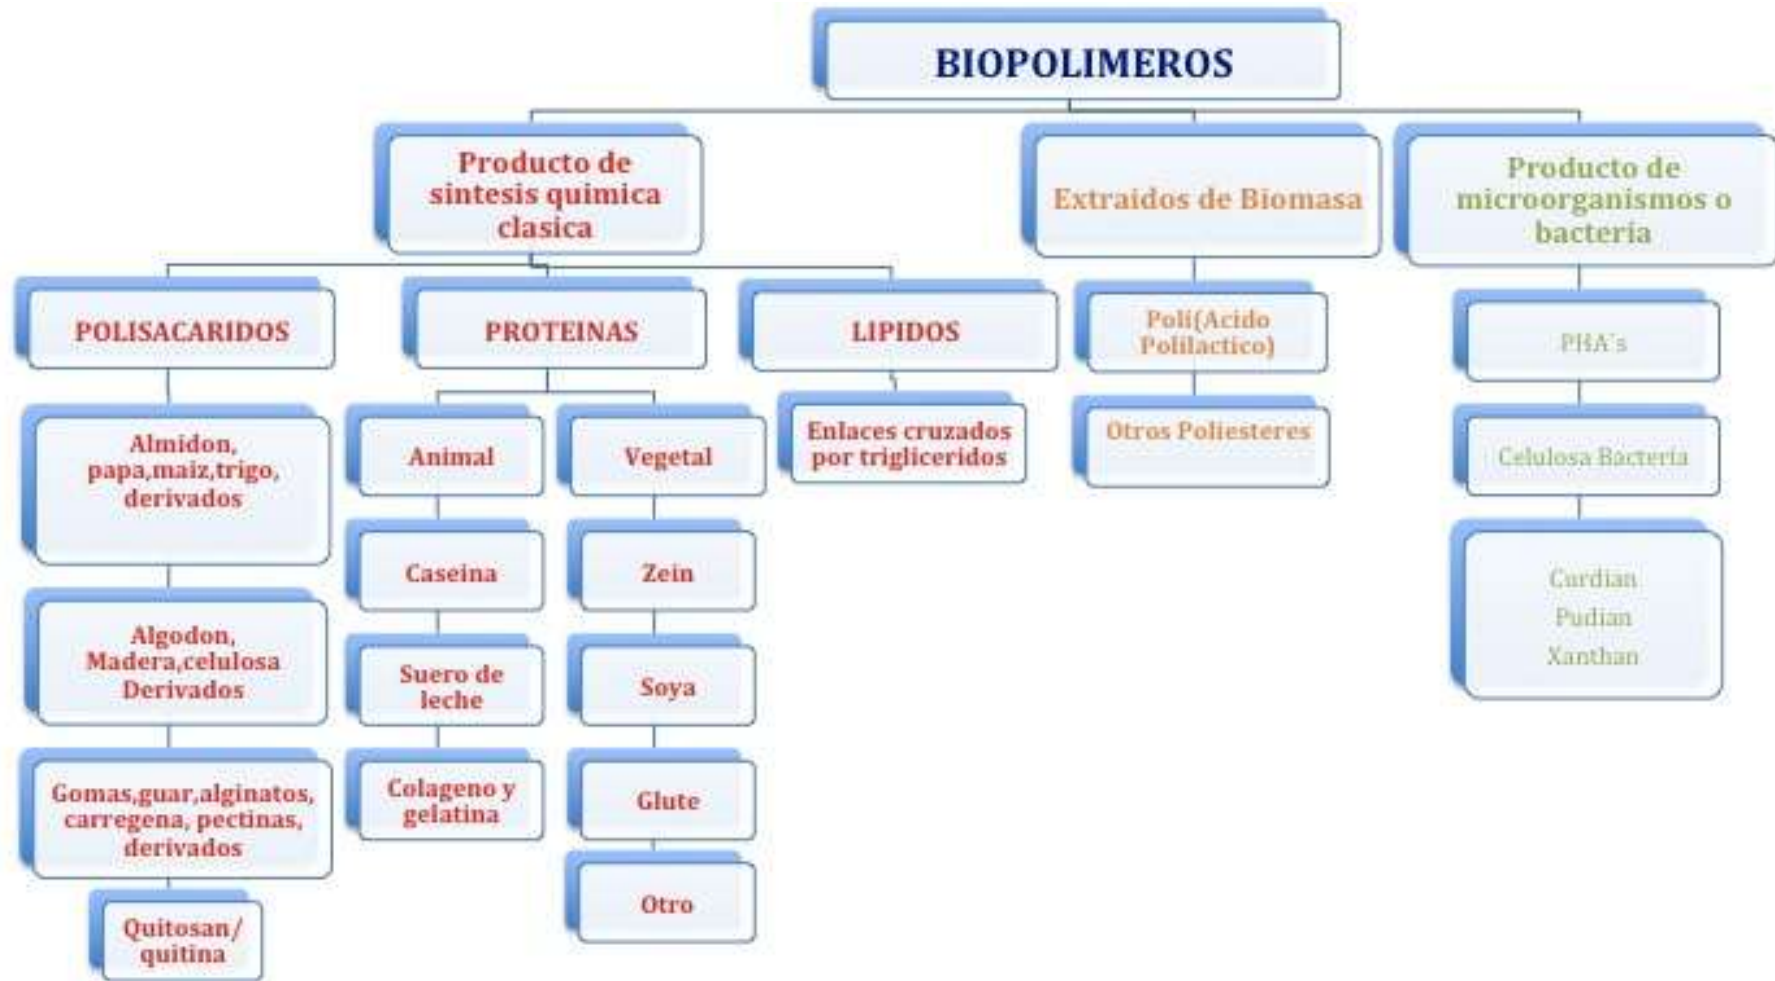 BIOPOLIMEROS
Producto de
sintesis quimica
clasica
Extraidos de Biomasa
Producto de
microorganismos o
bacteria
POLISACARIDOS
PROTEINAS
LIPIDOS
Poli(Acido
Polilactico)
PHA´s
Almidon,
papa,maiz,trigo,
derivados
Animal
Vegetal
Enlaces cruzados
por trigliceridos
Otros Poliesteres
Celulosa Bacteria
Caseina
Zein
Curdian
Pudian
Xanthan
Algodon,
Madera,celulosa
Derivados
Suero de
leche
Soya
Gomas,guar,alginatos,
carregena, pectinas,
derivados
Colageno y
gelatina
Glute
Otro
Quitosan/
quitina